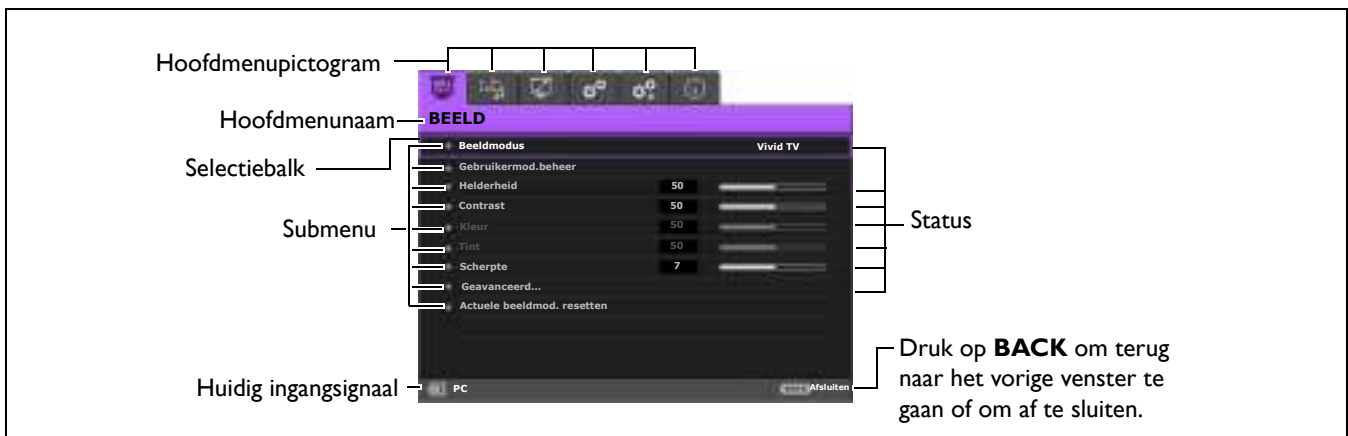 Hoofdmenupictogram
Hoofdmenunaam
BEELD
Selectiebalk
Beeldmodus Vivid TV
Gebruikermod.beheer
Helderheid 50
Contrast 50
Submenu
Kleur 50
Status
Tint 50
Scherpte 7
Geavanceerd...
Actuele beeldmod. resetten
Huidig ingangsignaal
PC
Afsluiten
Druk op BACK om terug
naar het vorige venster te
gaan of om af te sluiten.